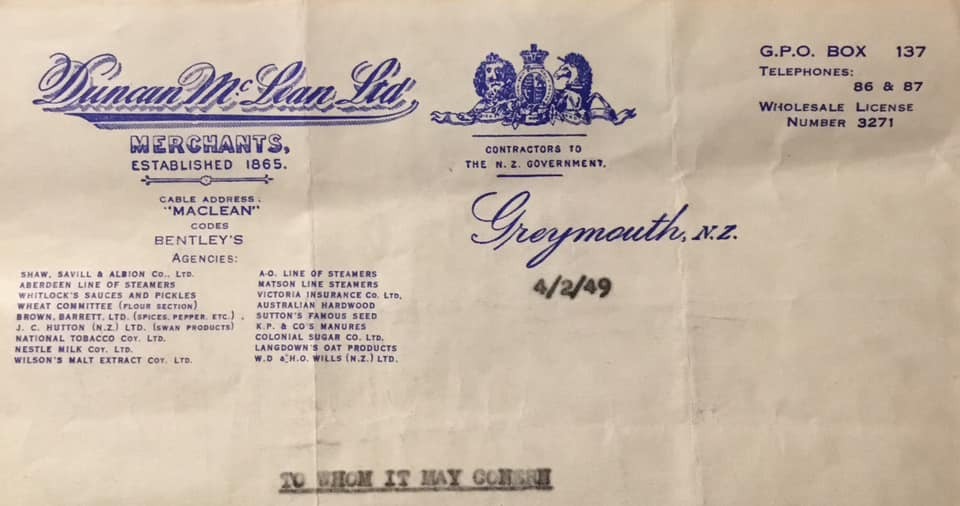 Duncan McLean Ltd
MERCHANTS,
ESTABLISHED 1865.
CABLE ADDRESS:
"MACLEAN"
CODES
BENTLEY'S
AGENCIES:
SHAW, SAVILL & ALBION CO., LTD.
ABERDEEN LINE OF STEAMERS
WHITLOCK'S SAUCES AND PICKLES
WHEAT COMMITTEE (FLOUR SECTION)
BROWN, BARRETT, LTD. (SPICES, PEPPER, ETC.) .
J. C. HUTTON (N.Z.) LTD. (SWAN PRODUCTS)
NATIONAL TOBACCO COY. LTD.
NESTLE MILK COY. LTD.
WILSON'S MALT EXTRACT COY. LTD.
A-O. LINE OF STEAMERS
MATSON LINE STEAMERS
VICTORIA INSURANCE CO. LTD.
AUSTRALIAN HARDWOOD
SUTTON'S FAMOUS SEED
K.P. & CO'S MANURES
COLONIAL SUGAR CO. LTD.
LANGDOWN'S OAT PRODUCTS
W.D & H.O. WILLS (N.Z.) LTD.
CONTRACTORS TO
THE N. Z. GOVERNMENT.
G.P.O. BOX 137
TELEPHONES:
86 & 87
WHOLESALE LICENSE
NUMBER 3271
Greymouth, N.Z.
4/2/49
TO WHOM IT MAY CONERN